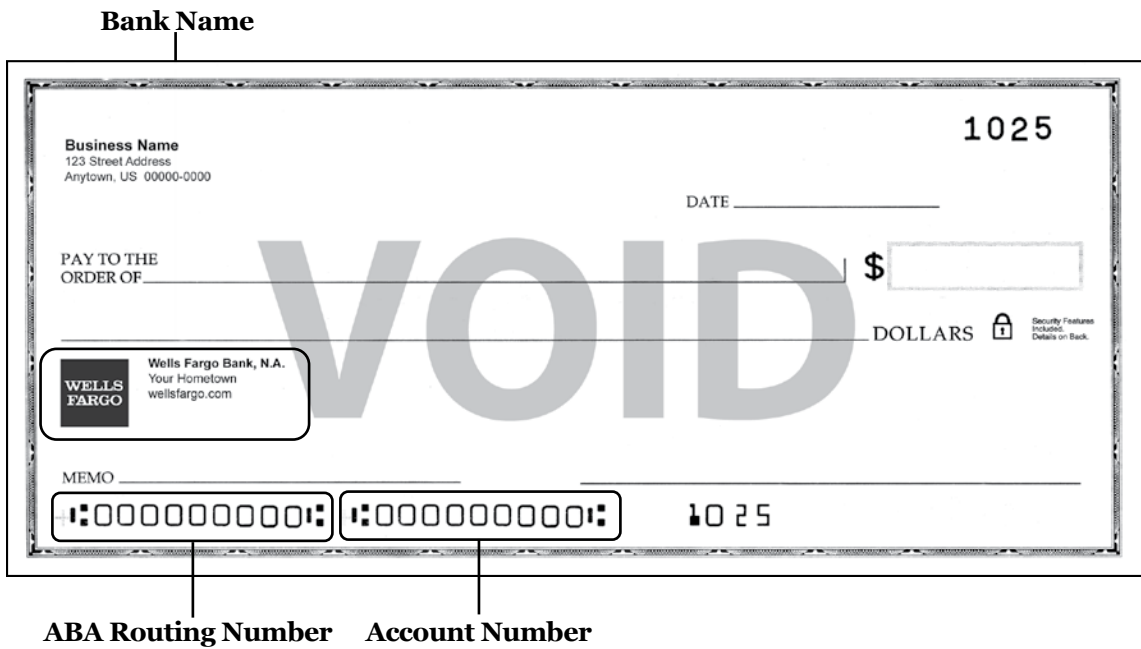 Bank Name
1025
Business Name
123 Street Address
Anytown, US 00000-0000
DATE
PAY TO THE
ORDER OF
$
VOID
DOLLARS
Security Features
Included.
Details on Back.
WELLS
FARGO
Wells Fargo Bank, N.A.
Your Hometown
wellsfargo.com
MEMO
⑆000000000⑆ ⑆000000000⑆ 1025
ABA Routing Number Account Number